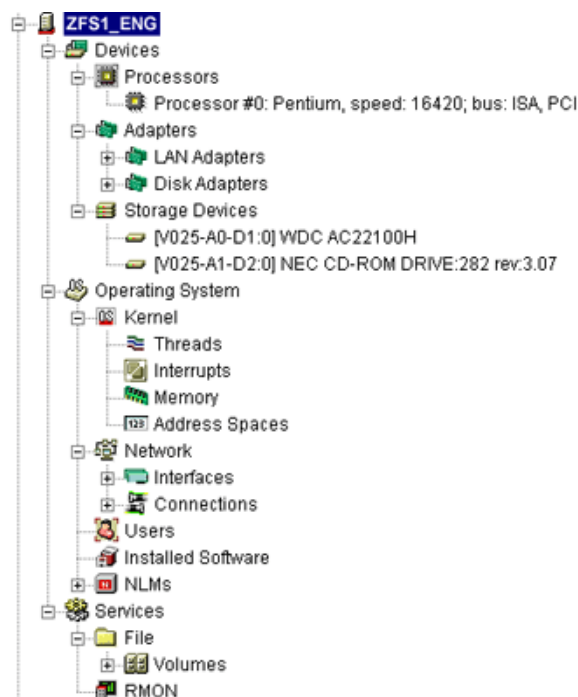 ZFS1_ENG
Devices
Processors
Processor #0: Pentium, speed: 16420; bus: ISA, PCI
Adapters
LAN Adapters
Disk Adapters
Storage Devices
[V025-A0-D1:0] WDC AC22100H
[V025-A1-D2:0] NEC CD-ROM DRIVE:282 rev:3.07
Operating System
Kernel
Threads
Interrupts
Memory
Address Spaces
Network
Interfaces
Connections
Users
Installed Software
NLMs
Services
File
Volumes
RMON